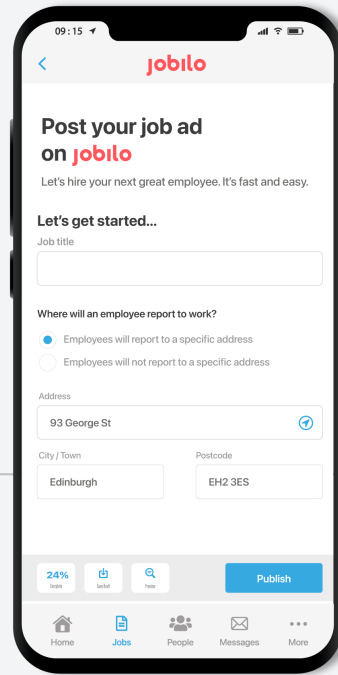 09:15
jobilo
Post your job ad
on jobilo
Let's hire your next great employee. It's fast and easy.
Let's get started...
Job title
Where will an employee report to work?
Employees will report to a specific address
Employees will not report to a specific address
Address
93 George St
City / Town
Postcode
Edinburgh
EH2 3ES
24%
Publish
Home
Jobs
People
Messages
More